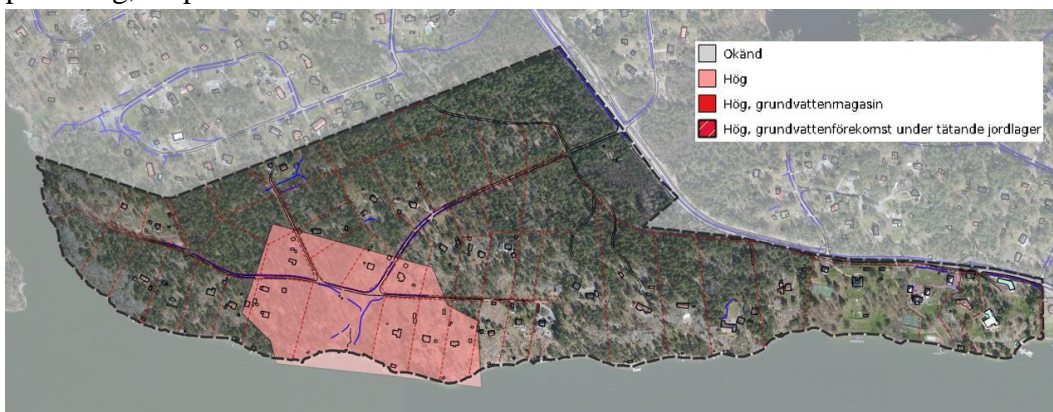 Okänd
Hög
Hög, grundvattenmagasin
Hög, grundvattenförekomst under tätande jordlager